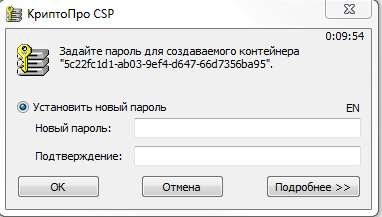 КриптоПро CSP
0:09:54
Задайте пароль для создаваемого контейнера
"5c22fc1d1-ab03-9ef4-d647-66d7356ba95".
Установить новый пароль
EN
Новый пароль:
Подтверждение:
ОК
Отмена
Подробнее >>